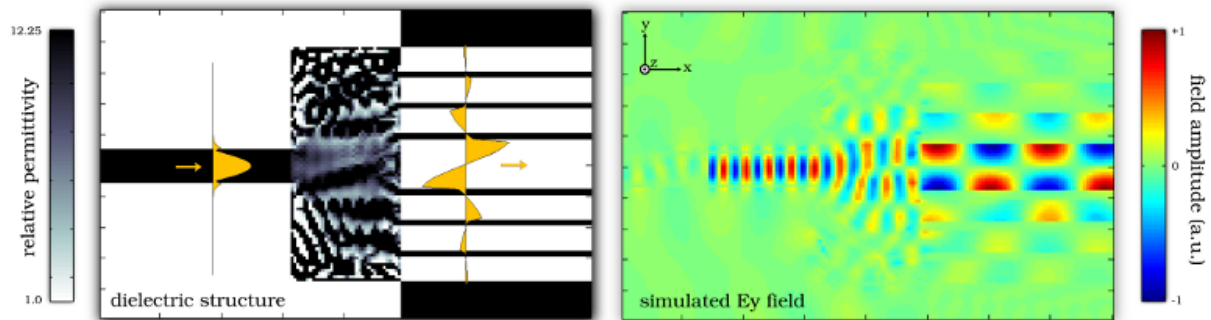 12.25
relative permittivity
1.0
dielectric structure
y
z
x
simulated Ey field
+1
0
-1
field amplitude (a.u.)